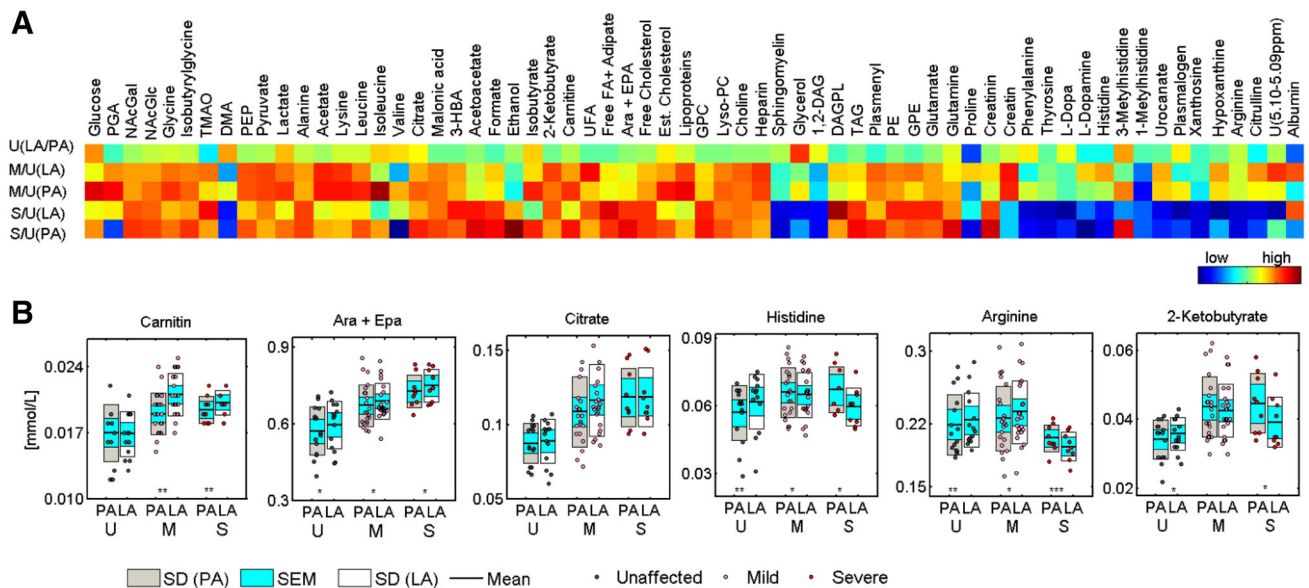 A
Glucose
PGA
NAcGal
NAcGlc
Glycine
Isobutyrylglycine
TMAO
DMA
PEP
Pyruvate
Lactate
Alanine
Acetate
Lysine
Leucine
Isoleucine
Valine
Citrate
Malonic acid
3-HBA
Acetoacetate
Formate
Ethanol
Isobutyrate
2-Ketobutyrate
Carnitine
UFA
Free FA+ Adipate
Ara + EPA
Free Cholesterol
Est. Cholesterol
Lipoproteins
GPC
Lyso-PC
Choline
Heparin
Sphingomyelin
Glycerol
1,2-DAG
DAGPL
TAG
Plasmenyl
PE
GPE
Glutamate
Glutamine
Proline
Creatinin
Creatin
Phenylalanine
Thyrosine
L-Dopa
L-Dopamine
Histidine
3-Metylhistidine
1-Metylhistidine
Urocanate
Plasmalogen
Xanthosine
Hypoxanthine
Arginine
Citrulline
U(5.10-5.09ppm)
Albumin
U(LA/PA)
M/U(LA)
M/U(PA)
S/U(LA)
S/U(PA)
low high
B
Carnitin
Ara + Epa
Citrate
Histidine
Arginine
2-Ketobutyrate
[mmol/L]
0.024
0.017
0.010
** **
PALA PALA PALA
U M S
0.9
0.6
0.3
* * *
PALA PALA PALA
U M S
0.15
0.1
0.05
PALA PALA PALA
U M S
0.09
0.06
0.03
** * *
PALA PALA PALA
U M S
0.3
0.22
0.15
** * ***
PALA PALA PALA
U M S
0.06
0.04
0.02
* *
PALA PALA PALA
U M S
SD (PA) SEM SD (LA) Mean Unaffected Mild Severe